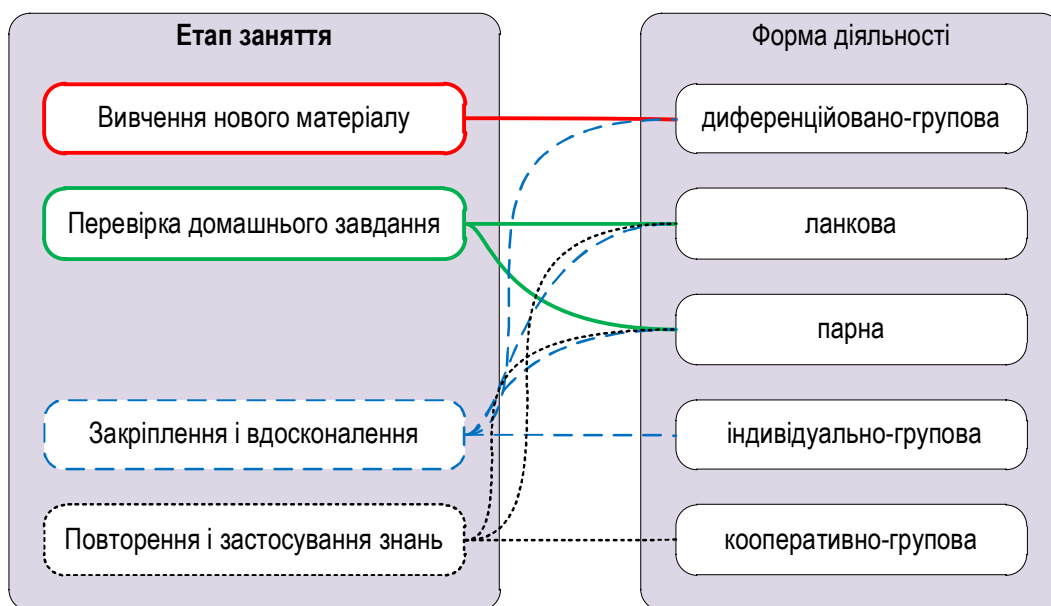 Етап заняття
Вивчення нового матеріалу
Перевірка домашнього завдання
Закріплення і вдосконалення
Повторення і застосування знань
Форма діяльності
диференційовано-групова
ланкова
парна
індивідуально-групова
кооперативно-групова